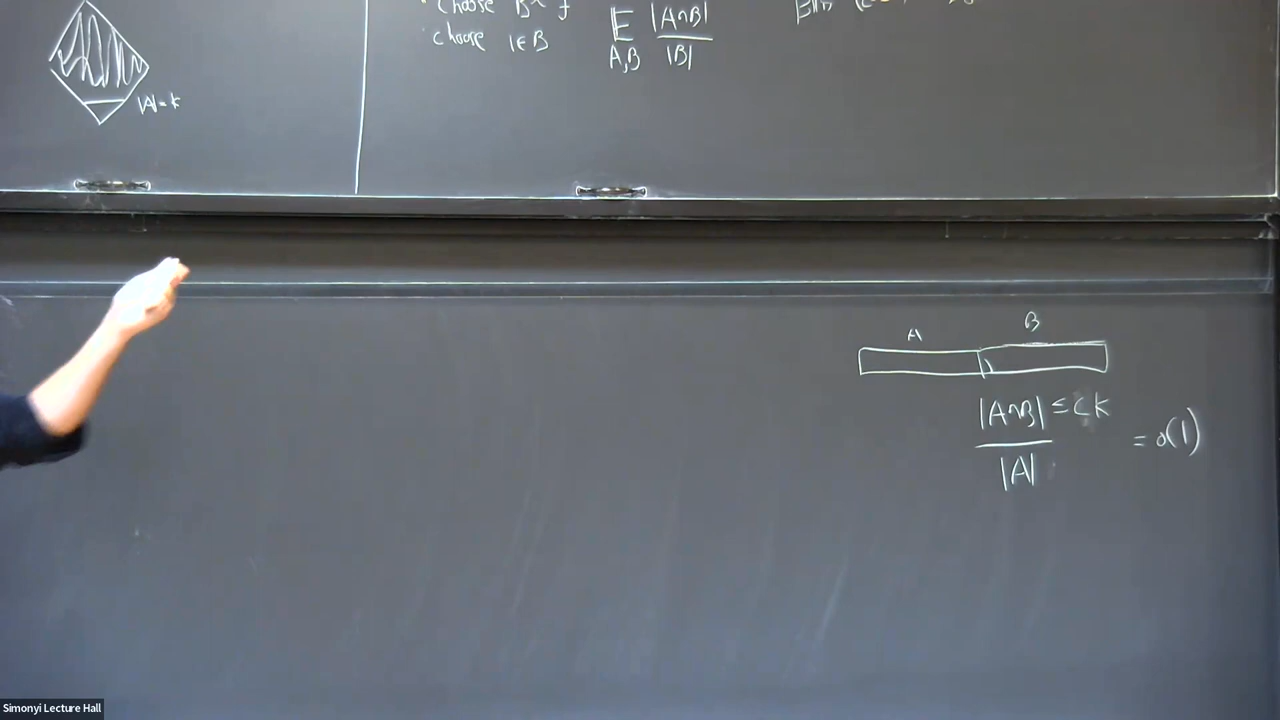 choose B~f
choose 1∈B
𝔼 |A∩B|
A,B |B|
|A|=k
A B
|A∩B| ≤ Ck
|A|
= o(1)
Simonyi Lecture Hall